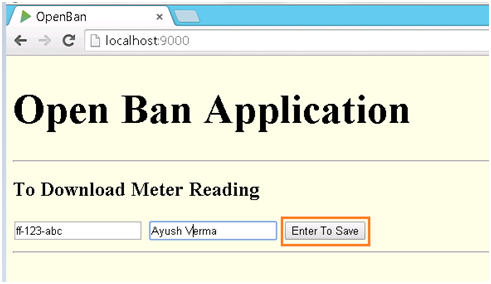 OpenBan ×
localhost:9000
Open Ban Application
To Download Meter Reading
ff-123-abc Ayush Verma Enter To Save